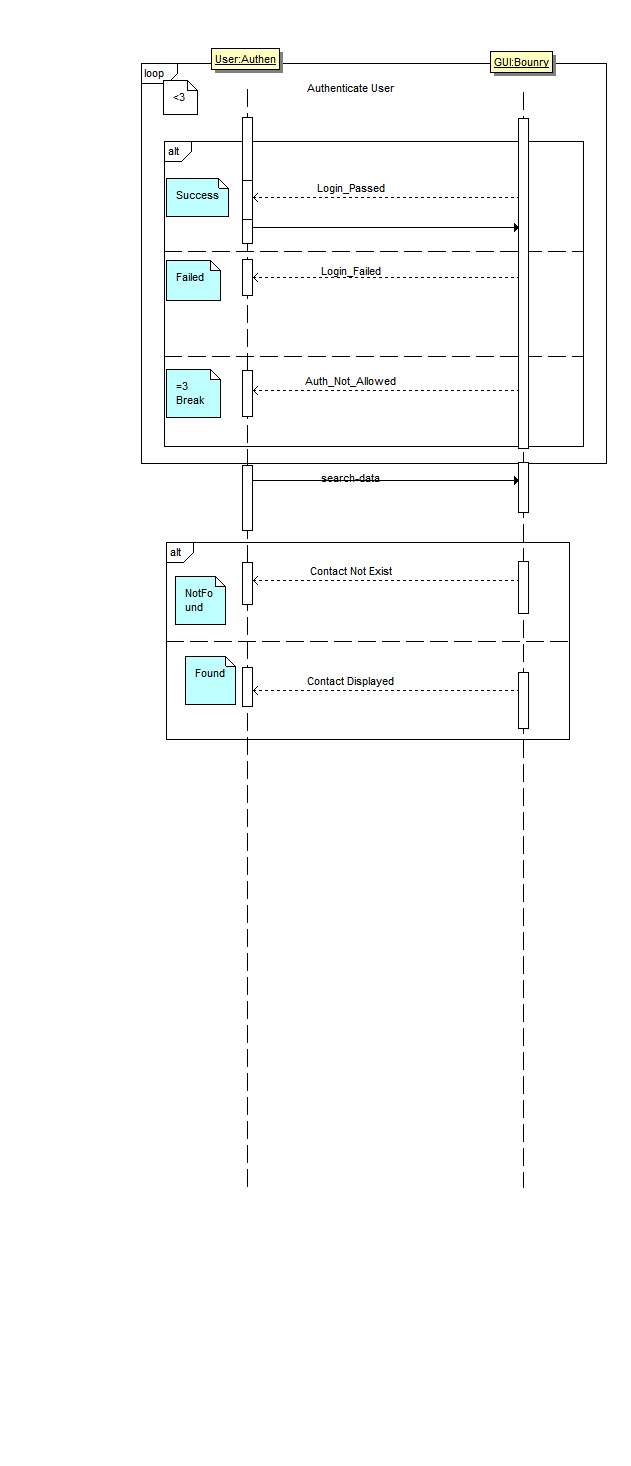 User:Authen
GUI:Bounry
loop
<3
Authenticate User
alt
Success
Login_Passed
Failed
Login_Failed
=3
Break
Auth_Not_Allowed
search-data
alt
Contact Not Exist
NotFo
und
Found
Contact Displayed